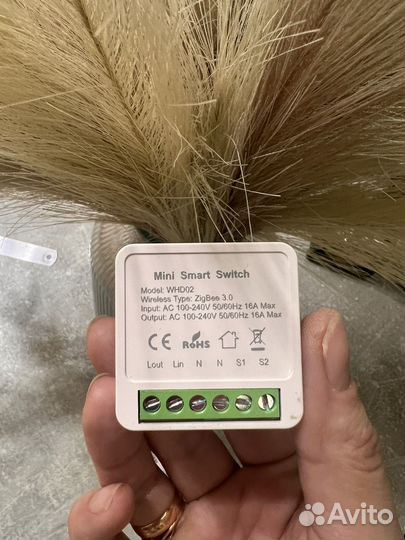 Mini Smart Switch
Model: WHD02
Wireless Type: ZigBee 3.0
Input: AC 100-240V 50/60Hz 16A Max
Output: AC 100-240V 50/60Hz 16A Max
CE RoHS
Lout Lin N N S1 S2
Avito